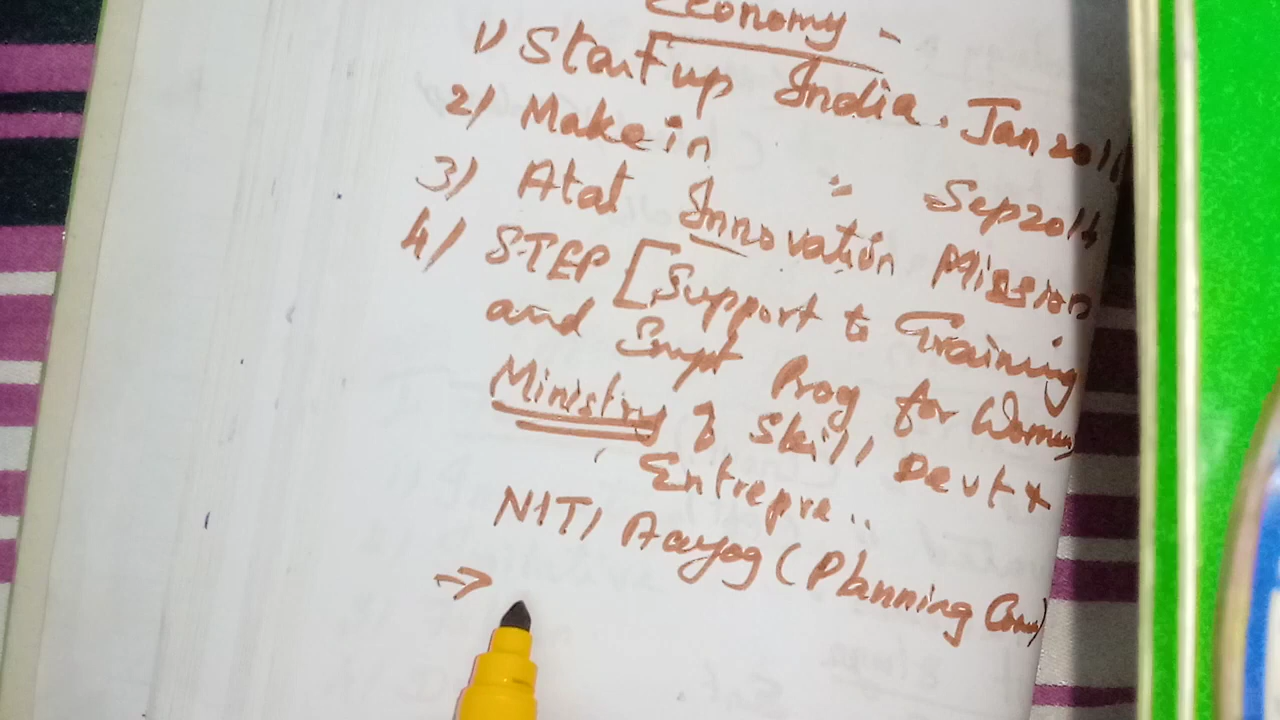 Economy -
1) Startup India. Jan 2016
2) Make in " Sep 2014
3) Atal Innovation Mission
4) STEP [Support to Training
and Empt Prog for Women
Ministry of Skill Devt &
Entrepre..
NITI Aayog (Planning Com)
→